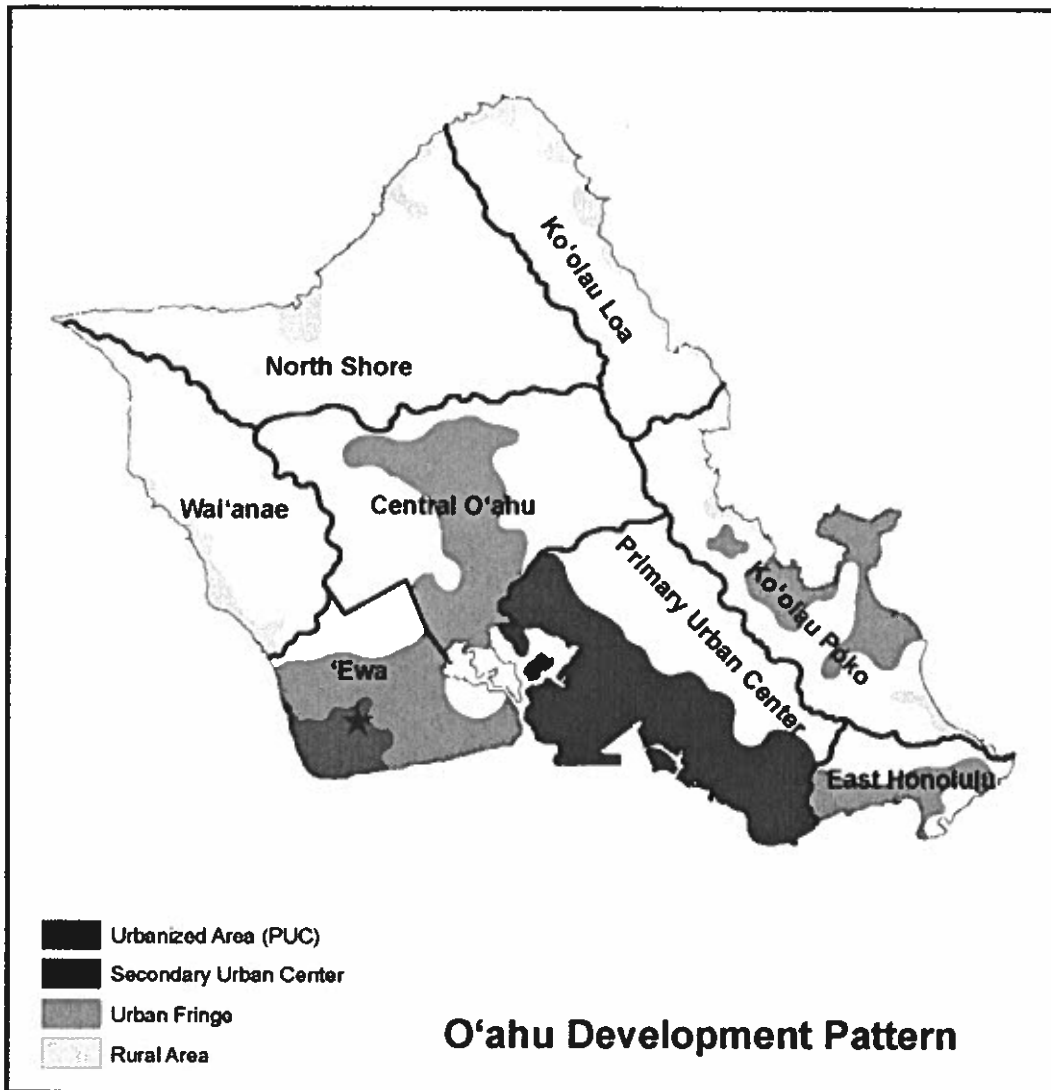 Ko‘olau Loa
North Shore
Wai‘anae
Central O‘ahu
Primary Urban Center
Ko‘olau Poko
‘Ewa
East Honolulu
Urbanized Area (PUC)
Secondary Urban Center
Urban Fringe
Rural Area
O‘ahu Development Pattern